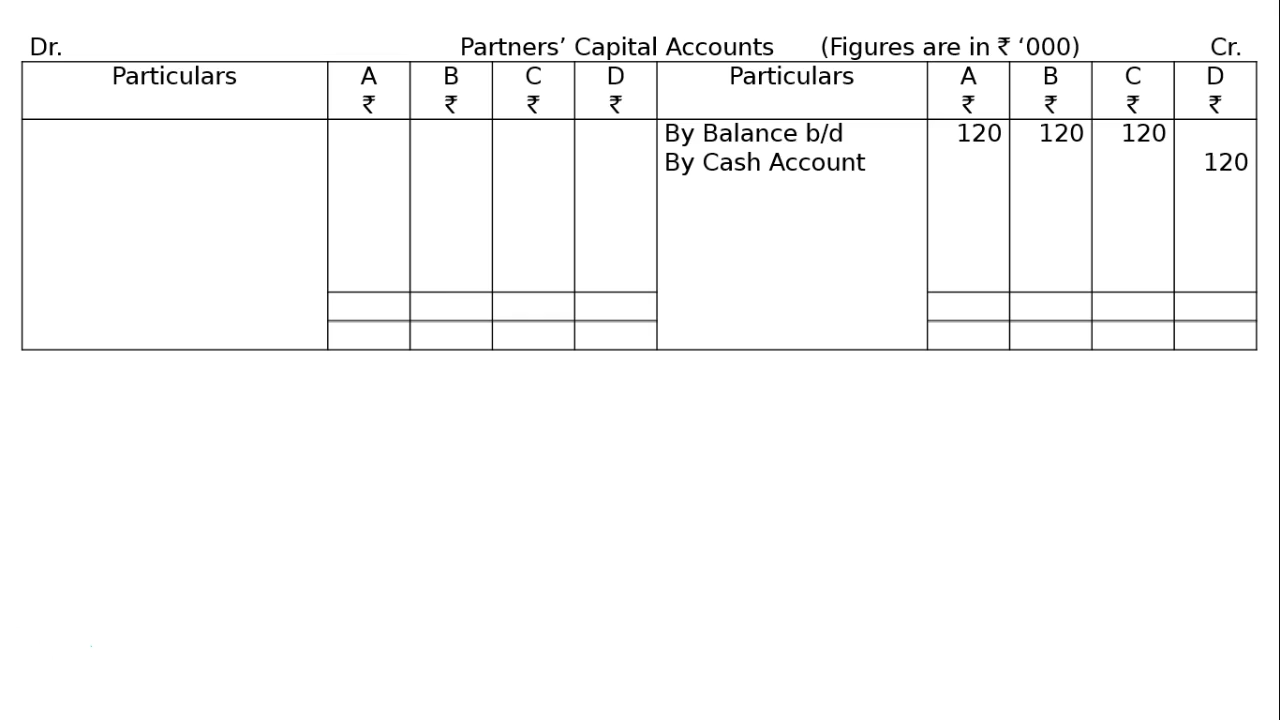 Dr. Partners’ Capital Accounts (Figures are in ₹ ‘000) Cr.
Particulars A B C D Particulars A B C D
₹ ₹ ₹ ₹ ₹ ₹ ₹ ₹
By Balance b/d 120 120 120
By Cash Account 120